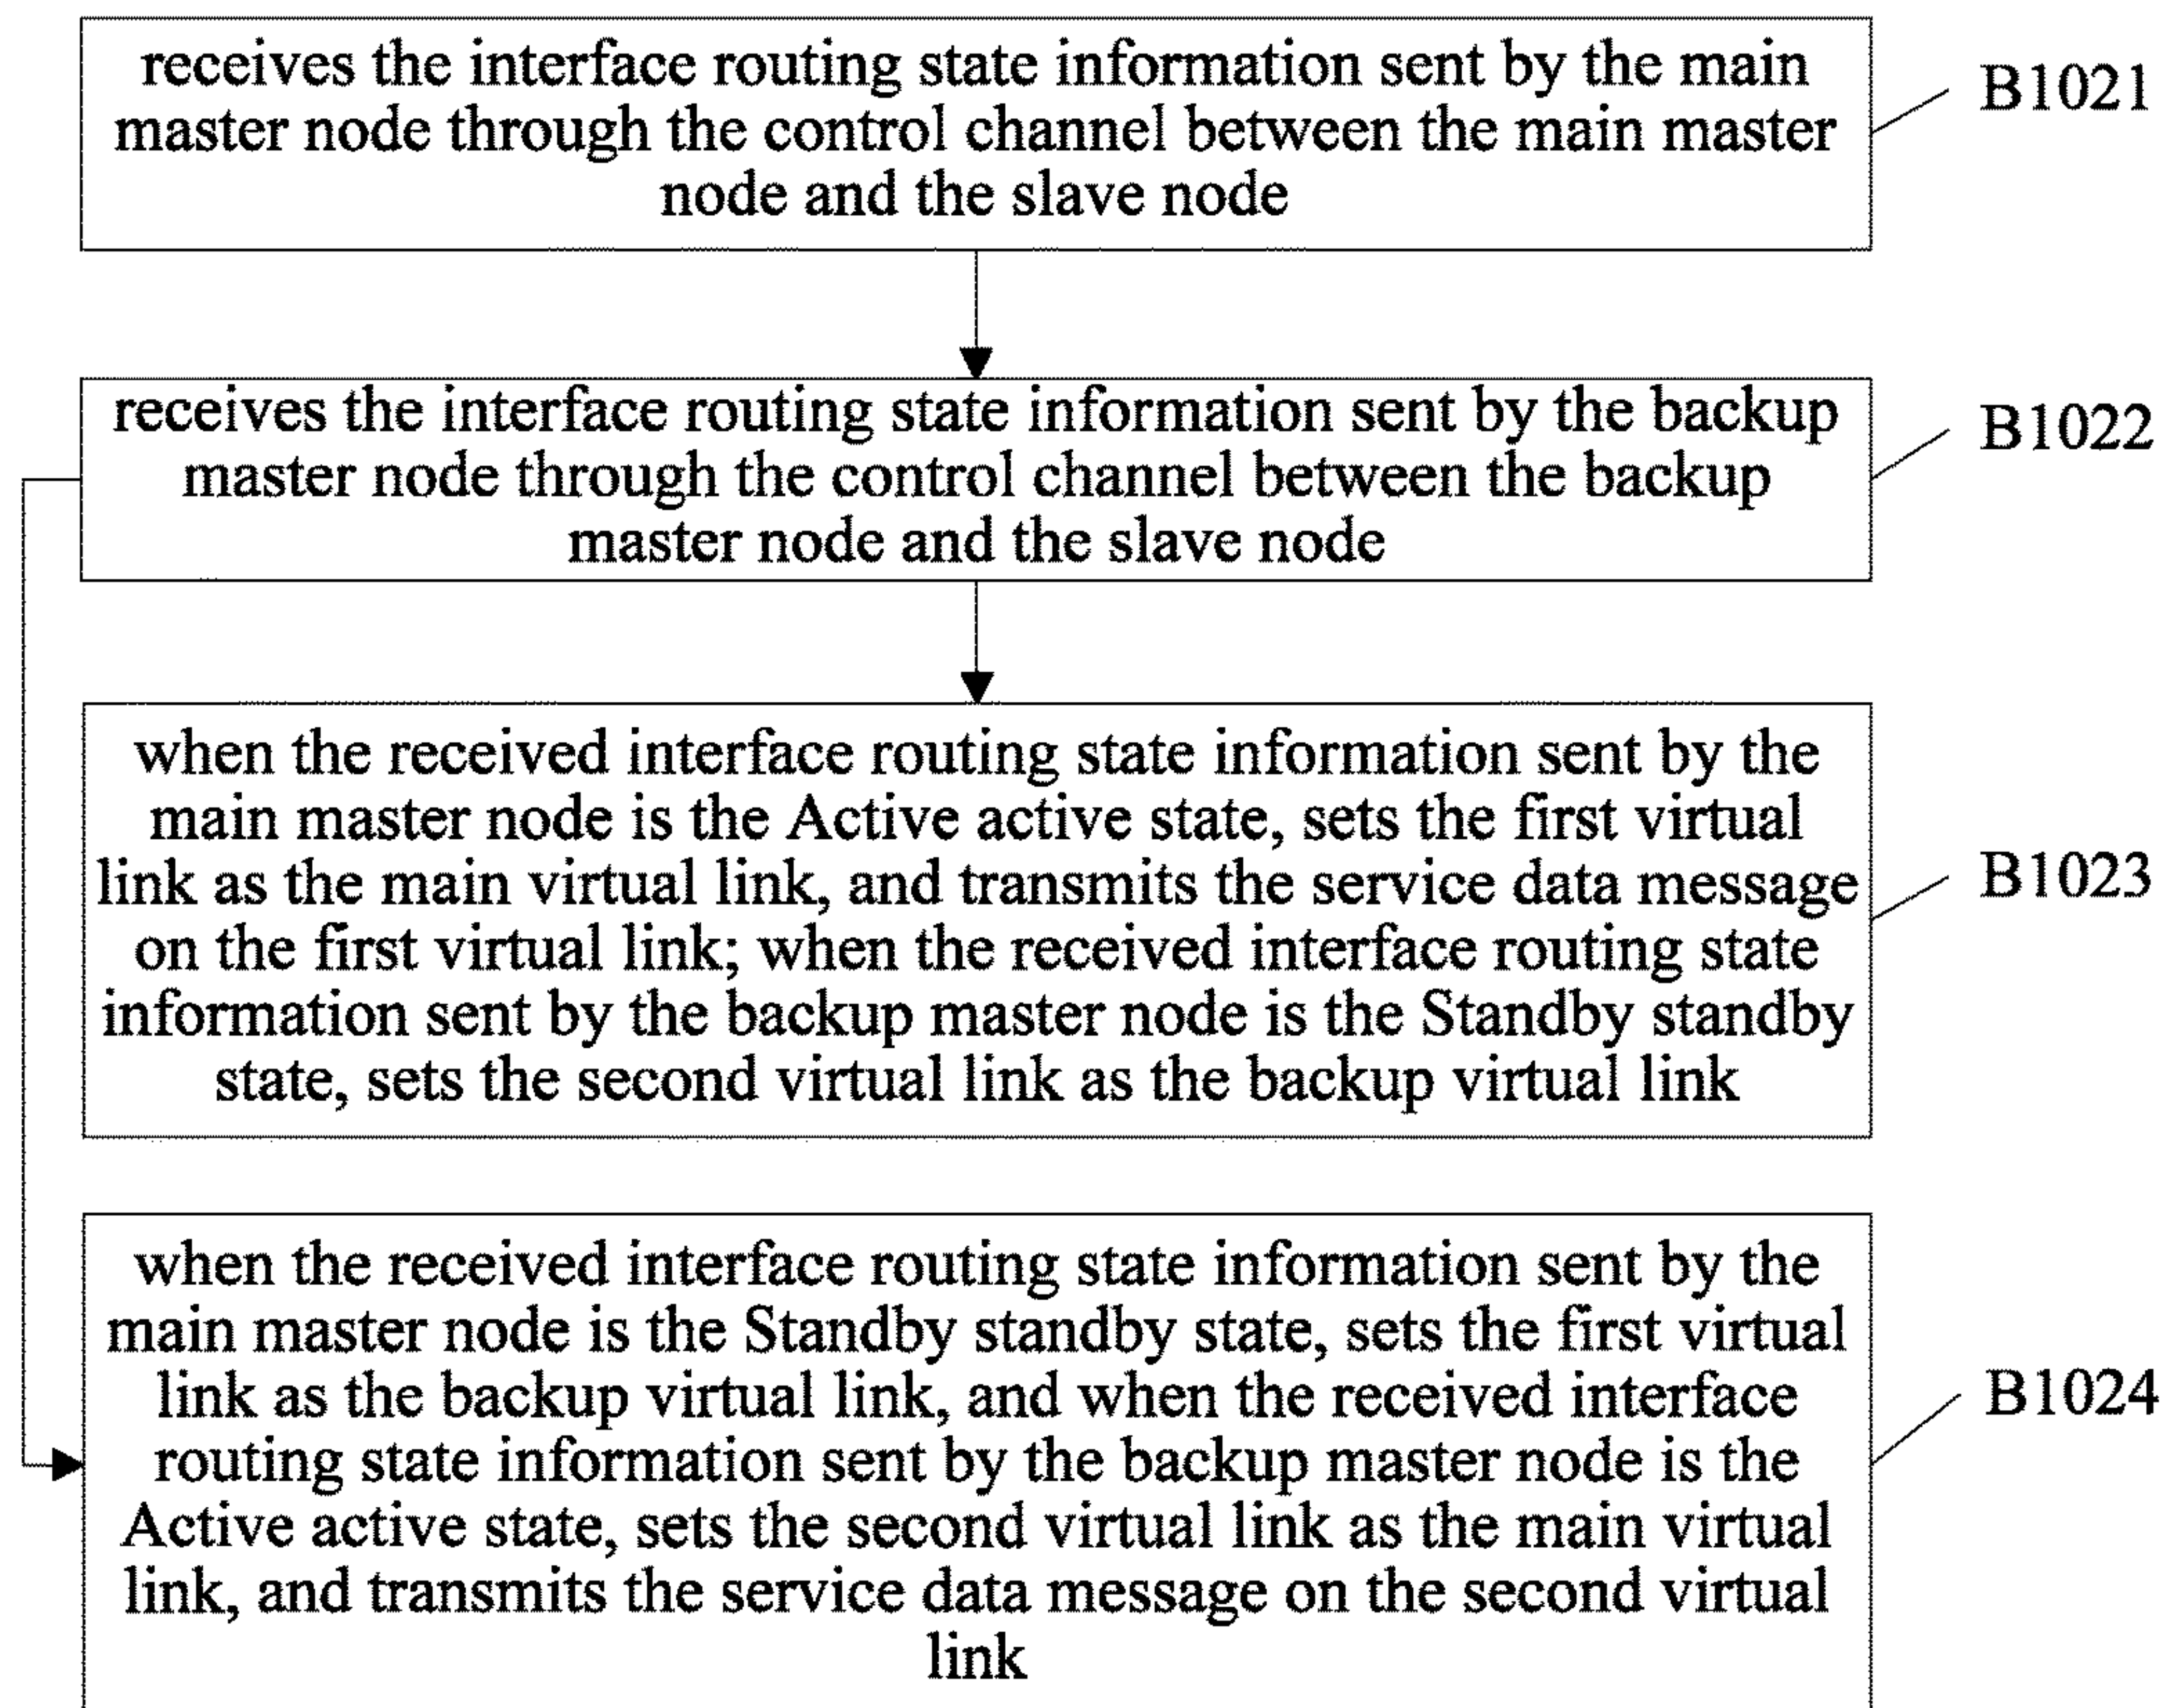 receives the interface routing state information sent by the main
master node through the control channel between the main master
node and the slave node
B1021
receives the interface routing state information sent by the backup
master node through the control channel between the backup
master node and the slave node
B1022
when the received interface routing state information sent by the
main master node is the Active active state, sets the first virtual
link as the main virtual link, and transmits the service data message
on the first virtual link; when the received interface routing state
information sent by the backup master node is the Standby standby
state, sets the second virtual link as the backup virtual link
B1023
when the received interface routing state information sent by the
main master node is the Standby standby state, sets the first virtual
link as the backup virtual link, and when the received interface
routing state information sent by the backup master node is the
Active active state, sets the second virtual link as the main virtual
link, and transmits the service data message on the second virtual
link
B1024